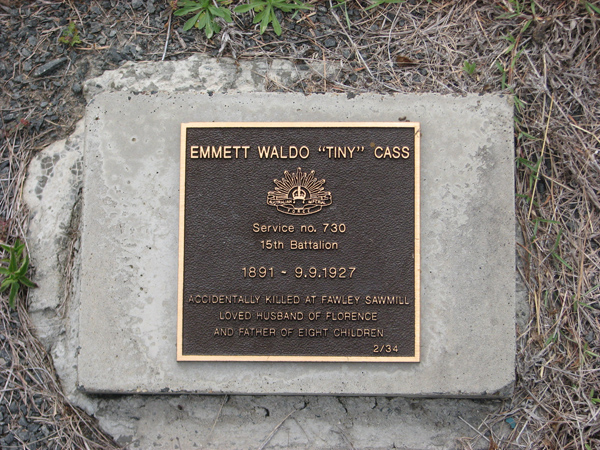 EMMETT WALDO "TINY" CASS
Service no. 730
15th Battalion
1891 - 9.9.1927
ACCIDENTALLY KILLED AT FAWLEY SAWMILL
LOVED HUSBAND OF FLORENCE
AND FATHER OF EIGHT CHILDREN
2/34